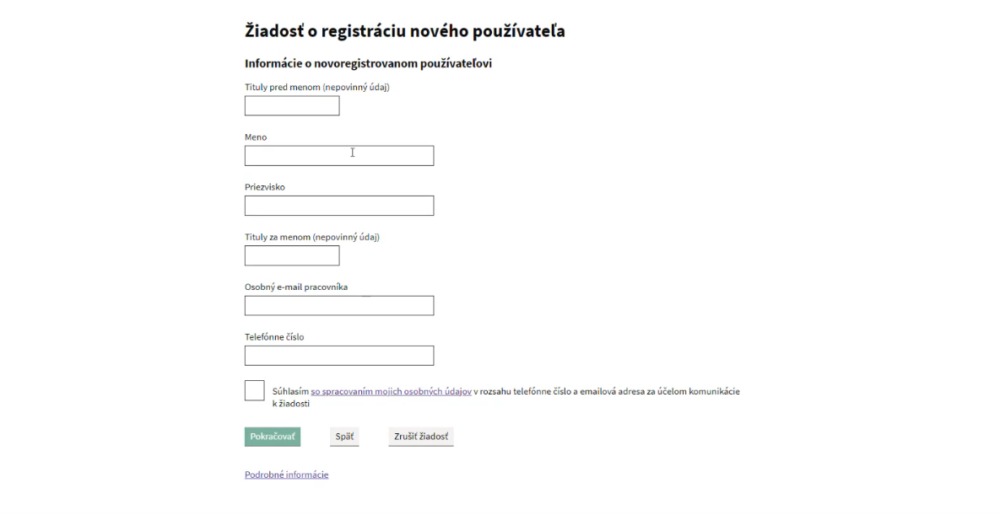 Žiadosť o registráciu nového používateľa
Informácie o novoregistrovanom používateľovi
Tituly pred menom (nepovinný údaj)
Meno
Priezvisko
Tituly za menom (nepovinný údaj)
Osobný e-mail pracovníka
Telefónne číslo
Súhlasím so spracovaním mojich osobných údajov v rozsahu telefónne číslo a emailová adresa za účelom komunikácie
k žiadosti
Pokračovať Späť Zrušiť žiadosť
Podrobné informácie